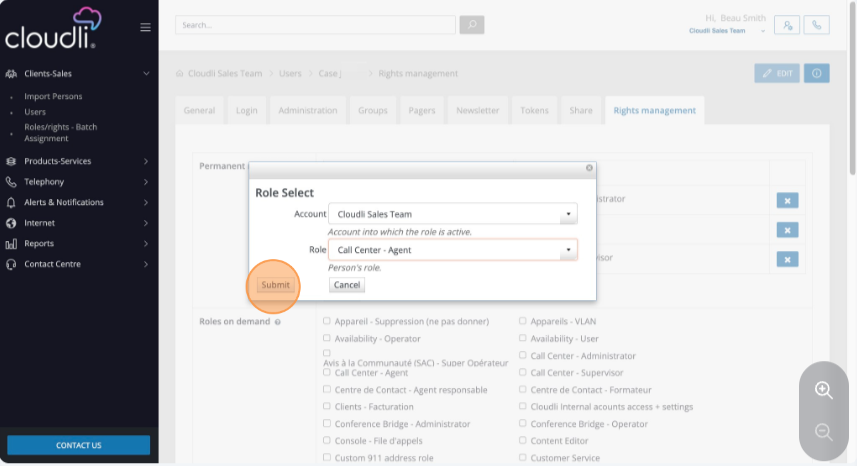 cloudli.
Search...
Hi, Beau Smith
Cloudli Sales Team
Clients-Sales
Import Persons
Users
Roles/rights - Batch
Assignment
Products-Services
Telephony
Alerts & Notifications
Internet
Reports
Contact Centre
CONTACT US
Cloudli Sales Team > Users > Case > Rights management
EDIT
General
Login
Administration
Groups
Pagers
Newsletter
Tokens
Share
Rights management
Permanent
Role Select
Account
Cloudli Sales Team
Account into which the role is active.
Role
Call Center - Agent
Person's role.
Submit
Cancel
Roles on demand
Appareil - Suppression (ne pas donner)
Appareils - VLAN
Availability - Operator
Availability - User
Avis à la Communauté (SAC) - Super Opérateur
Call Center - Administrator
Call Center - Agent
Call Center - Supervisor
Centre de Contact - Agent responsable
Centre de Contact - Formateur
Clients - Facturation
Cloudli Internal acounts access + settings
Conference Bridge - Administrator
Conference Bridge - Operator
Console - File d'appels
Content Editor
Custom 911 address role
Customer Service